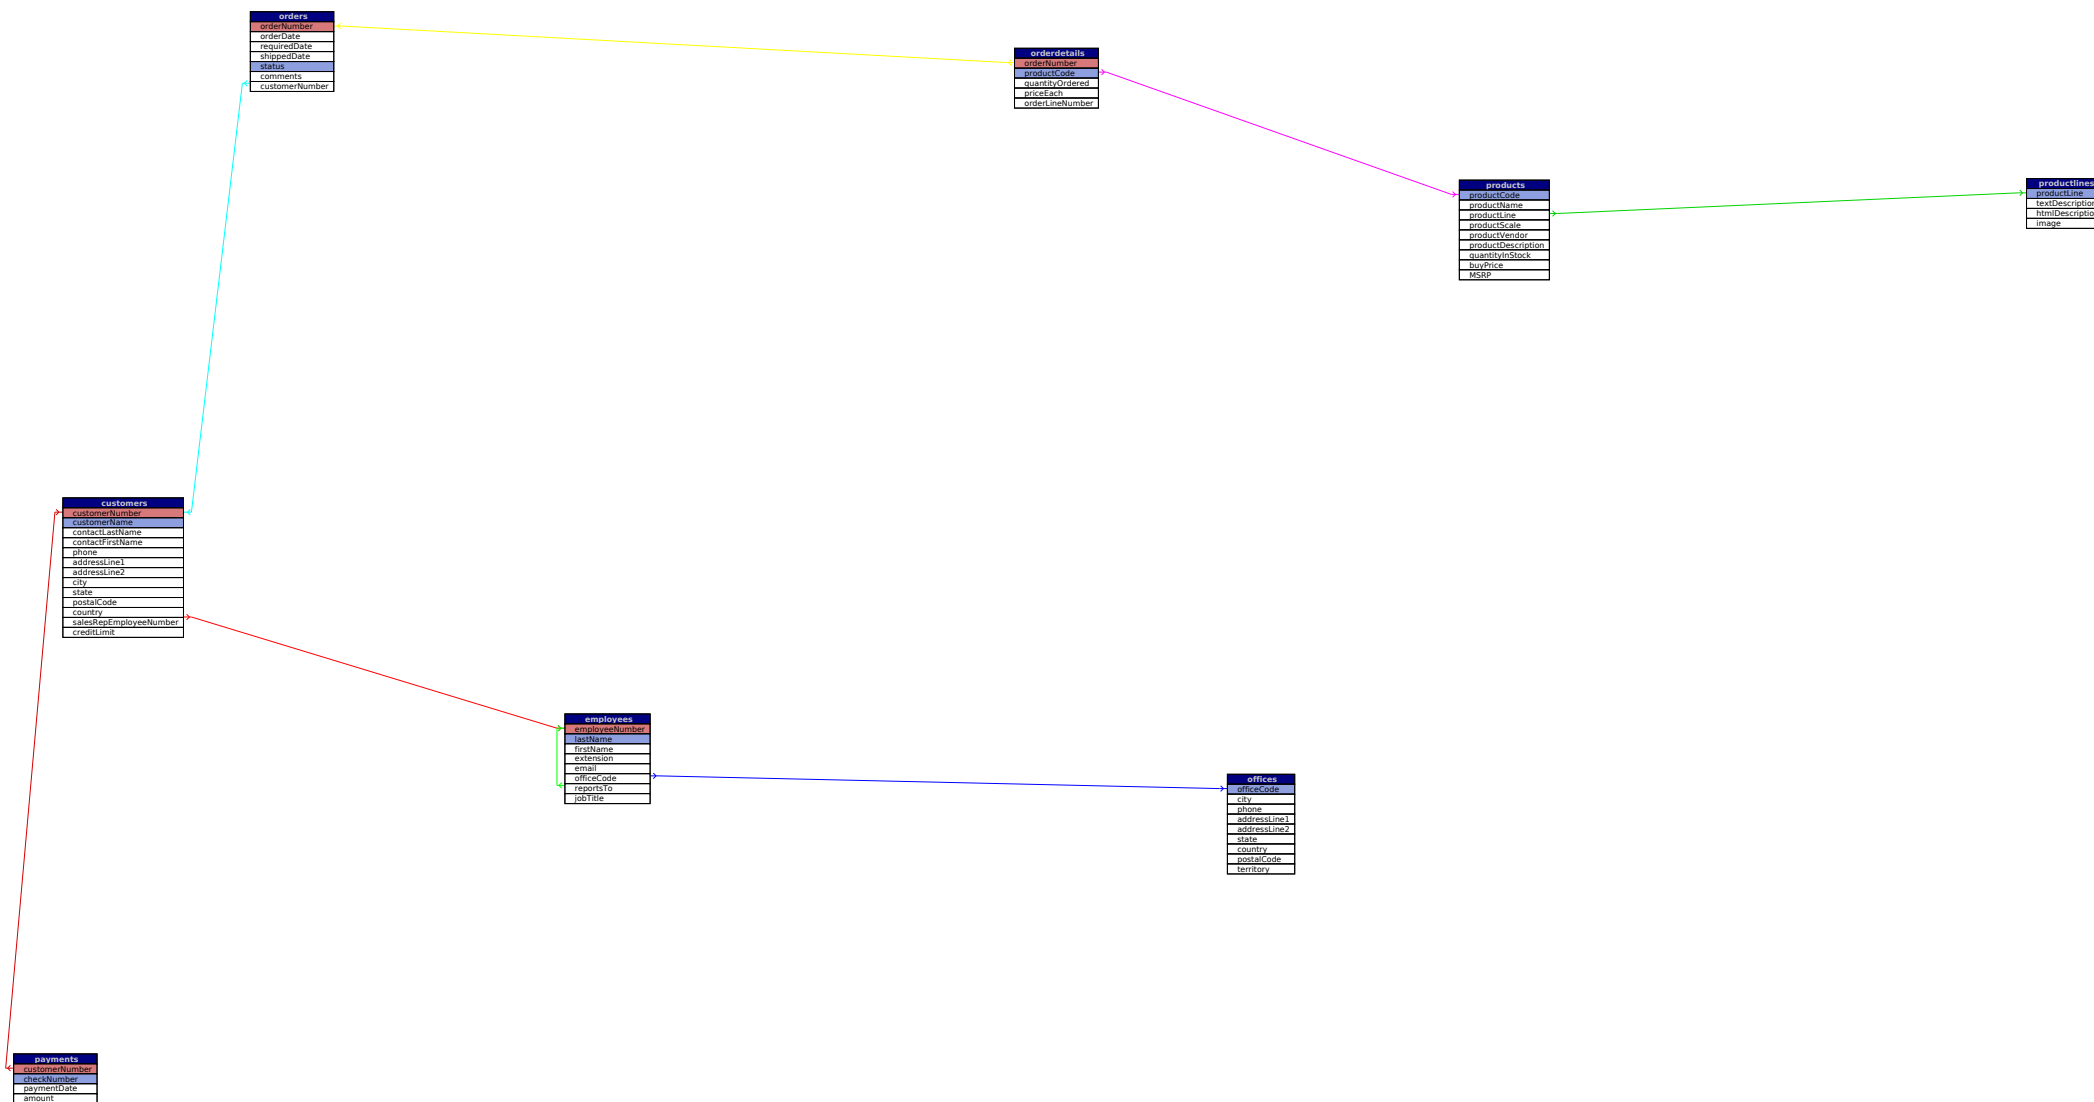 orders
orderNumber
orderDate
requiredDate
shippedDate
status
comments
customerNumber
orderdetails
orderNumber
productCode
quantityOrdered
priceEach
orderLineNumber
products
productCode
productName
productLine
productScale
productVendor
productDescription
quantityInStock
buyPrice
MSRP
productlines
productLine
textDescription
htmlDescriptio
image
customers
customerNumber
customerName
contactLastName
contactFirstName
phone
addressLine1
addressLine2
city
state
postalCode
country
salesRepEmployeeNumber
creditLimit
employees
employeeNumber
lastName
firstName
extension
email
officeCode
reportsTo
jobTitle
offices
officeCode
city
phone
addressLine1
addressLine2
state
country
postalCode
territory
payments
customerNumber
checkNumber
paymentDate
amount